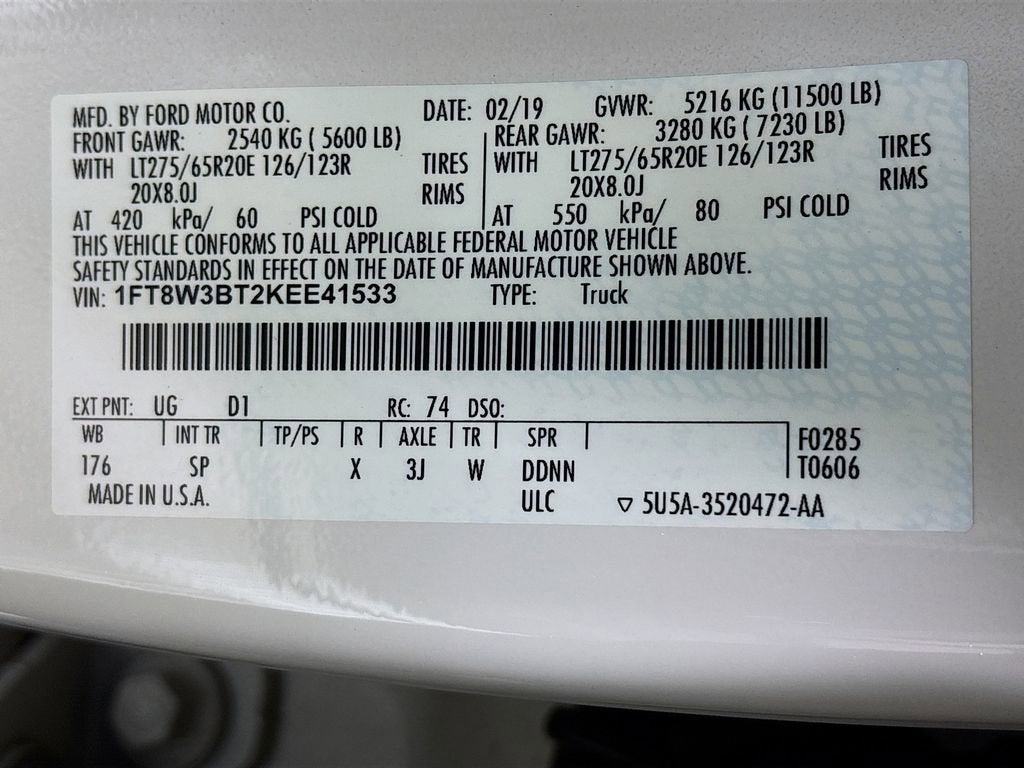 MFD. BY FORD MOTOR CO. DATE: 02/19 GVWR: 5216 KG (11500 LB)
FRONT GAWR: 2540 KG ( 5600 LB) REAR GAWR: 3280 KG ( 7230 LB)
WITH LT275/65R20E 126/123R TIRES WITH LT275/65R20E 126/123R TIRES
20X8.0J RIMS 20X8.0J RIMS
AT 420 kPa/ 60 PSI COLD AT 550 kPa/ 80 PSI COLD
THIS VEHICLE CONFORMS TO ALL APPLICABLE FEDERAL MOTOR VEHICLE
SAFETY STANDARDS IN EFFECT ON THE DATE OF MANUFACTURE SHOWN ABOVE.
VIN: 1FT8W3BT2KEE41533 TYPE: Truck
EXT PNT: UG D1 RC: 74 DSO:
WB INT TR TP/PS R AXLE TR SPR F0285
176 SP X 3J W DDNN T0606
MADE IN U.S.A. ULC ▽ 5U5A-3520472-AA